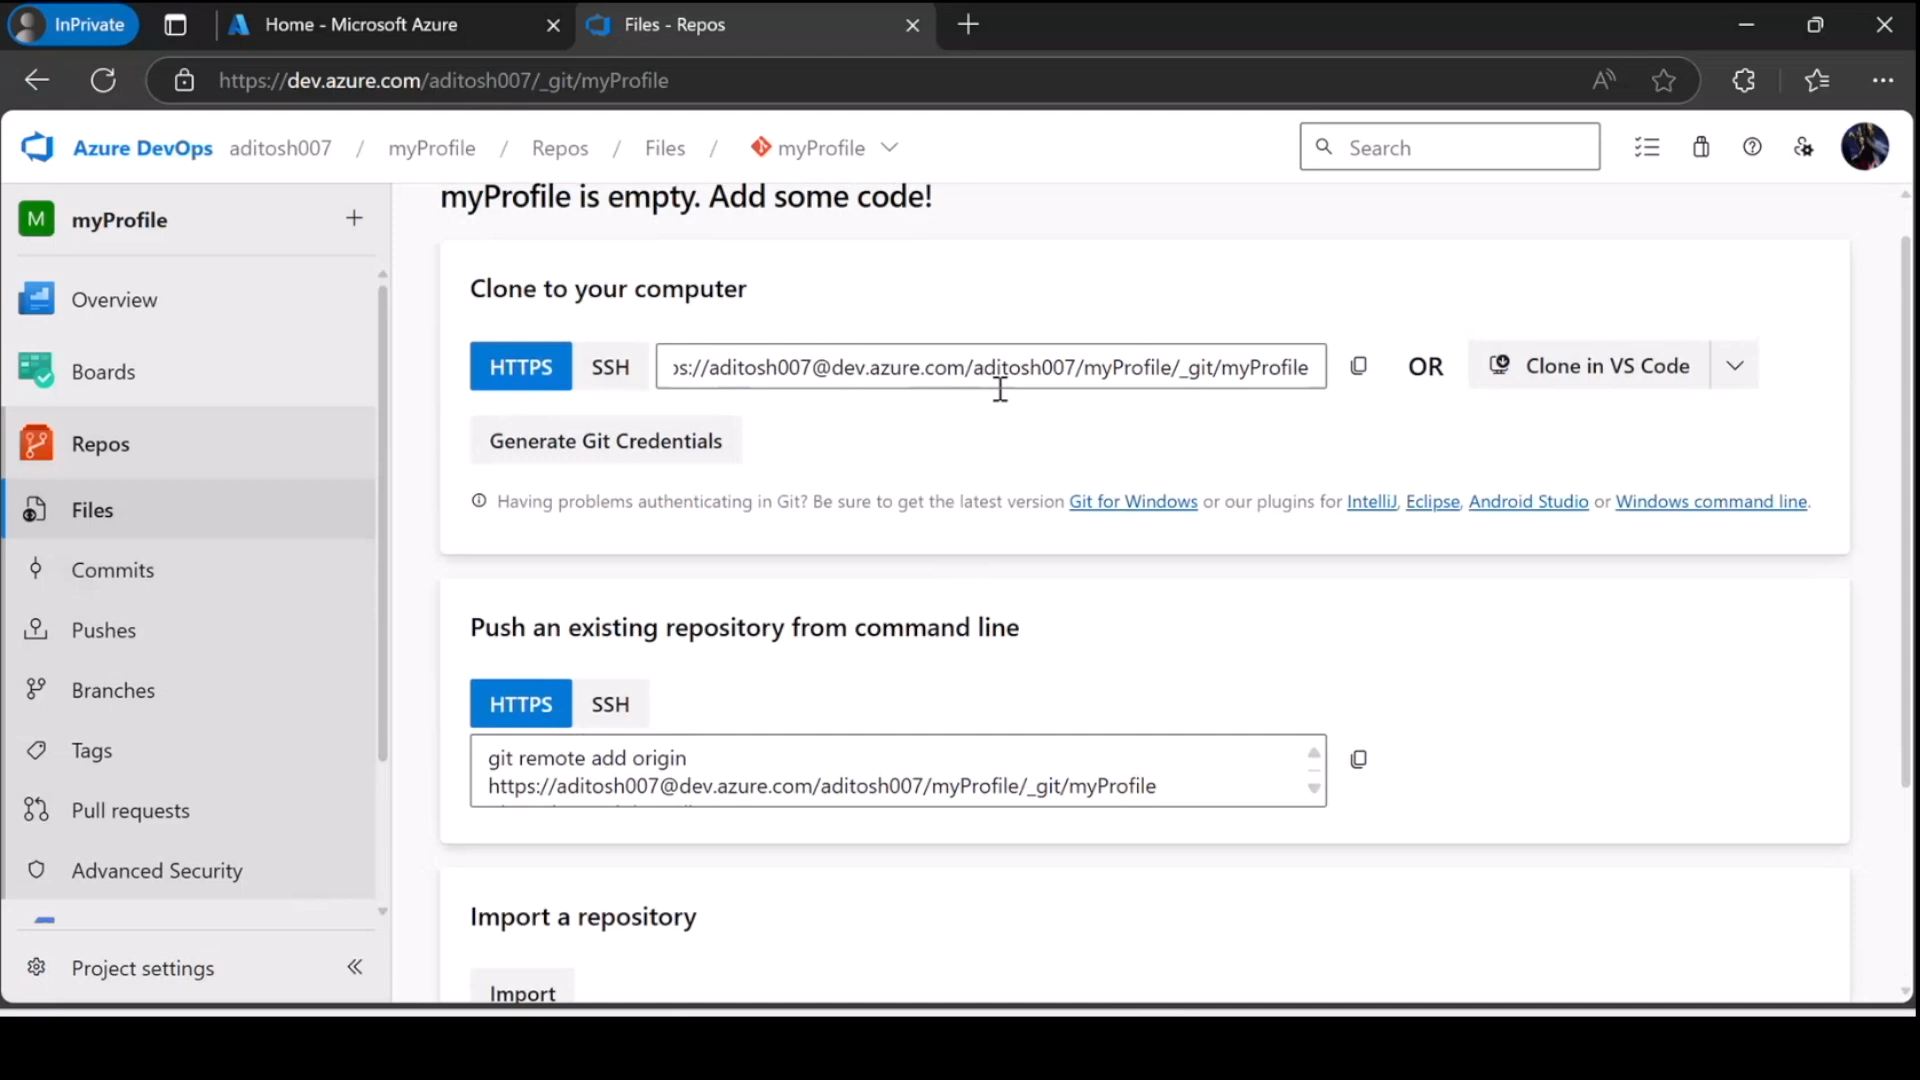 InPrivate
Home - Microsoft Azure
Files - Repos
https://dev.azure.com/aditosh007/_git/myProfile
Azure DevOps aditosh007 / myProfile / Repos / Files / myProfile
Search
M myProfile
Overview
Boards
Repos
Files
Commits
Pushes
Branches
Tags
Pull requests
Advanced Security
Project settings
myProfile is empty. Add some code!
Clone to your computer
HTTPS SSH ps://aditosh007@dev.azure.com/aditosh007/myProfile/_git/myProfile OR Clone in VS Code
Generate Git Credentials
Having problems authenticating in Git? Be sure to get the latest version Git for Windows or our plugins for IntelliJ, Eclipse, Android Studio or Windows command line.
Push an existing repository from command line
HTTPS SSH
git remote add origin
https://aditosh007@dev.azure.com/aditosh007/myProfile/_git/myProfile
Import a repository
Import